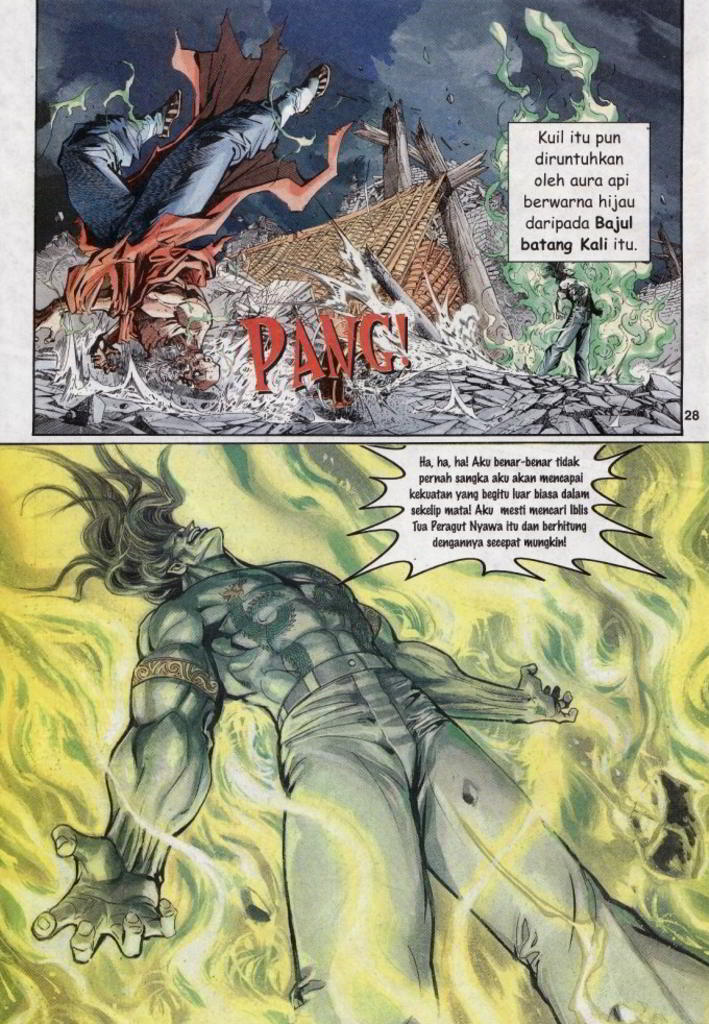 Kuil itu pun
diruntuhkan
oleh aura api
berwarna hijau
daripada Bajul
batang Kali itu.
PANG!
28
Ha, ha, ha! Aku benar-benar tidak
pernah sangka aku akan mencapai
kekuatan yang begitu luar biasa dalam
sekelip mata! Aku mesti mencari Iblis
Tua Peragut Nyawa itu dan berhitung
dengannya secepat mungkin!